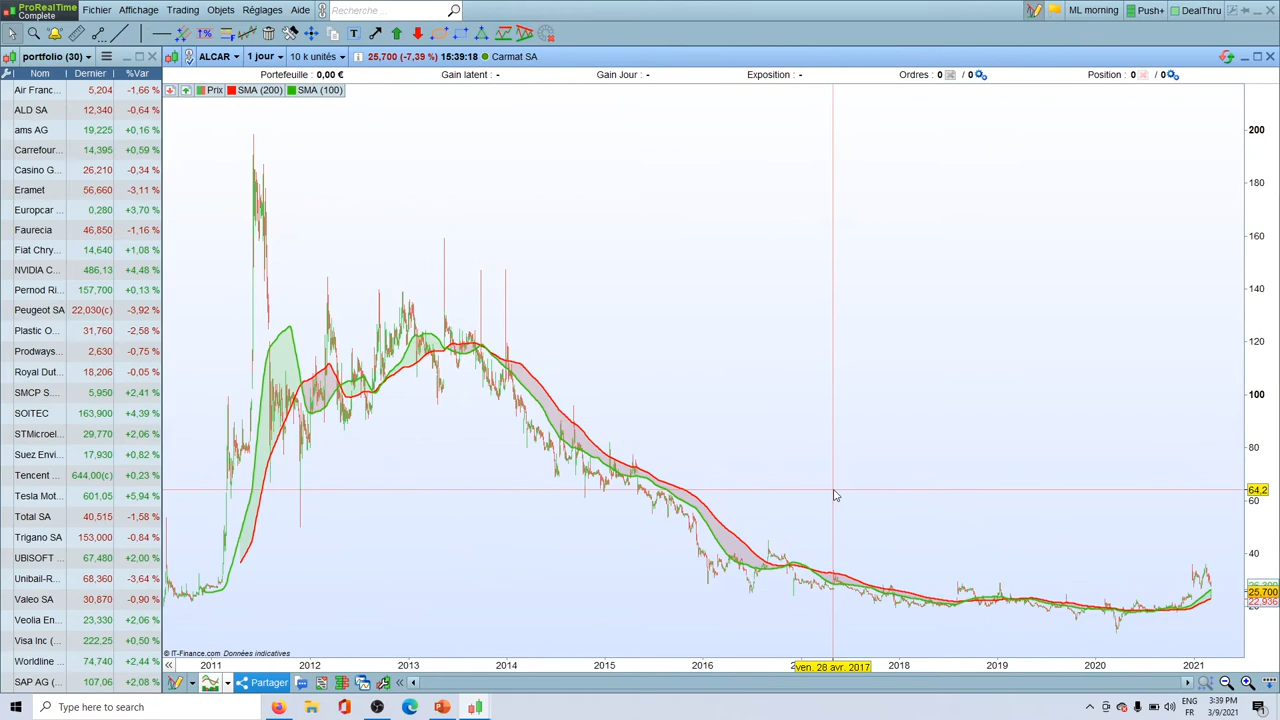 ProRealTime
Complete
Fichier Affichage Trading Objets Réglages Aide Recherche ... ML morning Push+ DealThru
T
portfolio (30) ALCAR 1 jour 10 k unités 25,700 (-7,39 %) 15:39:18 Carmat SA
Nom Dernier %Var
Portefeuille : 0,00 € Gain latent : - Gain Jour : - Exposition : - Ordres : 0 / 0 Position : 0 / 0
Prix SMA (200) SMA (100)
Air Franc... 5,204 -1,66 %
ALD SA 12,340 -0,64 %
ams AG 19,225 +0,16 %
Carrefour... 14,395 +0,59 %
Casino G... 26,210 -0,34 %
Eramet 56,660 -3,11 %
Europcar ... 0,280 +3,70 %
Faurecia 46,850 -1,16 %
Fiat Chry... 14,640 +1,08 %
NVIDIA C... 486,13 +4,48 %
Pernod Ri... 157,700 +0,13 %
Peugeot SA 22,030(c) -3,92 %
Plastic O... 31,760 -2,58 %
Prodways... 2,630 -0,75 %
Royal Dut... 18,206 -0,05 %
SMCP S.... 5,950 +2,41 %
SOITEC 163,900 +4,39 %
STMicroel... 29,770 +2,06 %
Suez Envi... 17,930 +0,82 %
Tencent ... 644,00(c) +0,23 %
Tesla Mot... 601,05 +5,94 %
Total SA 40,515 -1,58 %
Trigano SA 153,000 -0,84 %
UBISOFT ... 67,480 +2,00 %
Unibail-R... 68,360 -3,64 %
Valeo SA 30,870 -0,90 %
Veolia En... 23,330 +2,06 %
Visa Inc ( ... 222,25 +0,50 %
Worldline ... 74,740 +2,44 %
SAP AG ( ... 107,06 +2,08 %
200
180
160
140
120
100
80
64,2
60
40
25,700
22,936
© IT-Finance.com Données indicatives
2011 2012 2013 2014 2015 2016 ven. 28 avr. 2017 2018 2019 2020 2021
Partager
Type here to search
ENG
FR
3:39 PM
3/9/2021